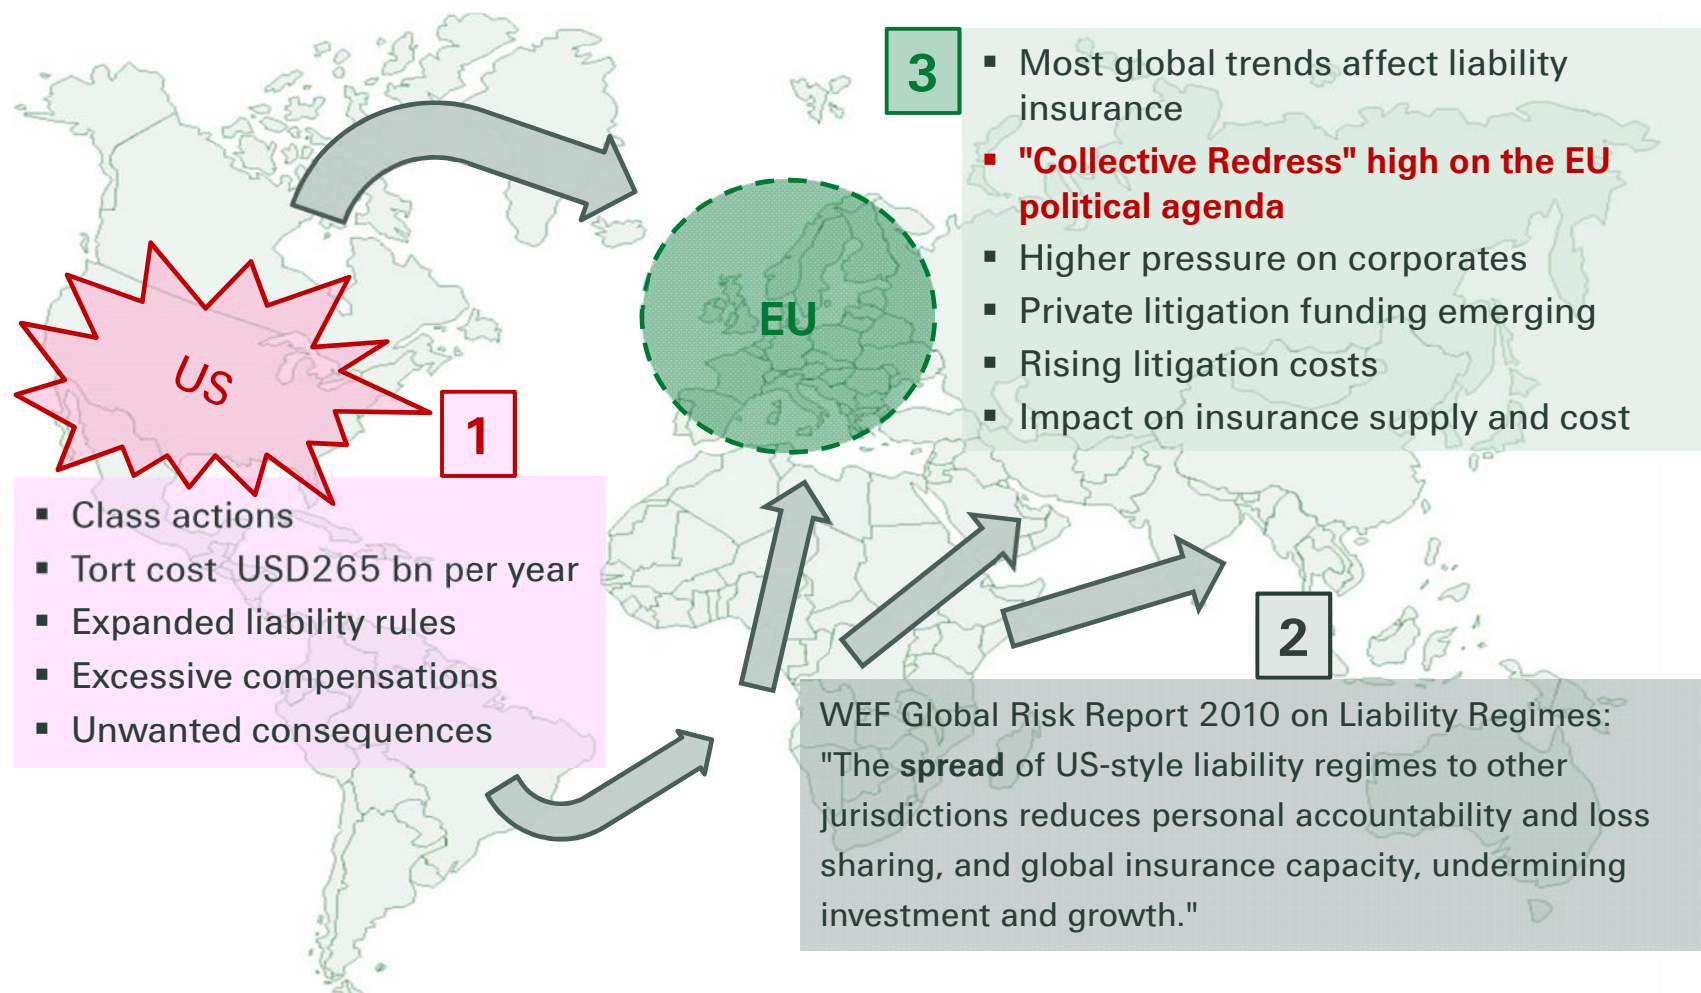 US
1
▪ Class actions
▪ Tort cost USD265 bn per year
▪ Expanded liability rules
▪ Excessive compensations
▪ Unwanted consequences
2
WEF Global Risk Report 2010 on Liability Regimes:
"The spread of US-style liability regimes to other
jurisdictions reduces personal accountability and loss
sharing, and global insurance capacity, undermining
investment and growth."
EU
3
▪ Most global trends affect liability
insurance
▪ "Collective Redress" high on the EU
political agenda
▪ Higher pressure on corporates
▪ Private litigation funding emerging
▪ Rising litigation costs
▪ Impact on insurance supply and cost